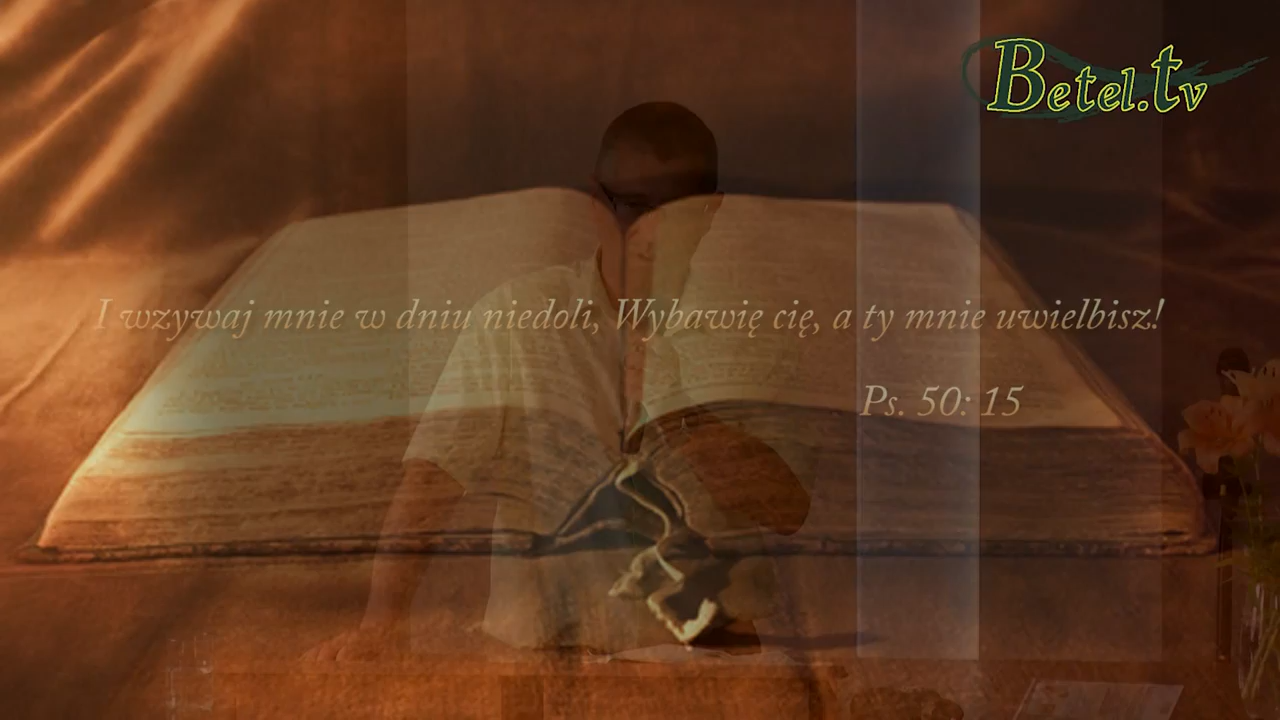 Betel.tv
I wzywaj mnie w dniu niedoli, Wybawię cię, a ty mnie uwielbisz!
Ps. 50: 15